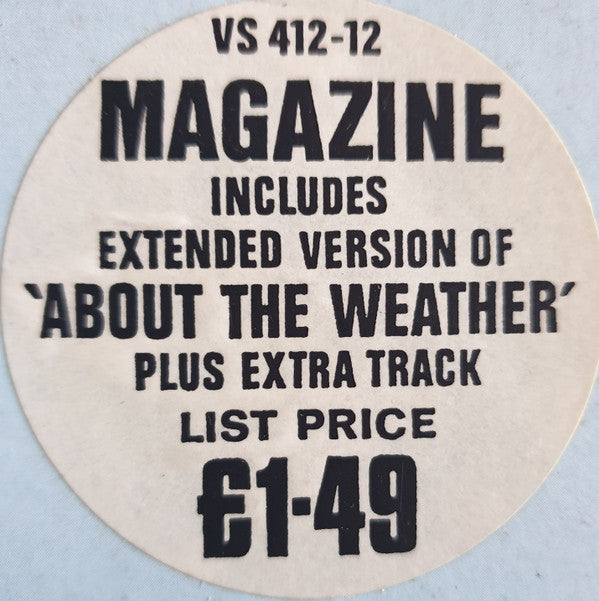 VS 412-12
MAGAZINE
INCLUDES
EXTENDED VERSION OF
'ABOUT THE WEATHER'
PLUS EXTRA TRACK
LIST PRICE
£1·49